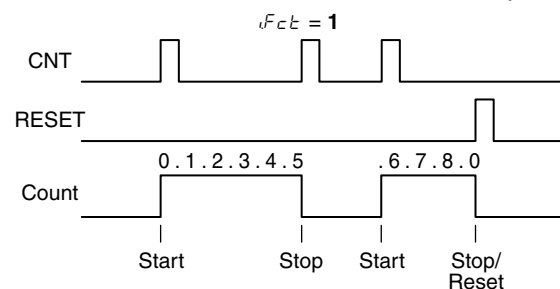 iFct = 1
CNT
RESET
0.1.2.3.4.5 .6.7.8.0
Count
Start Stop Start Stop/
Reset